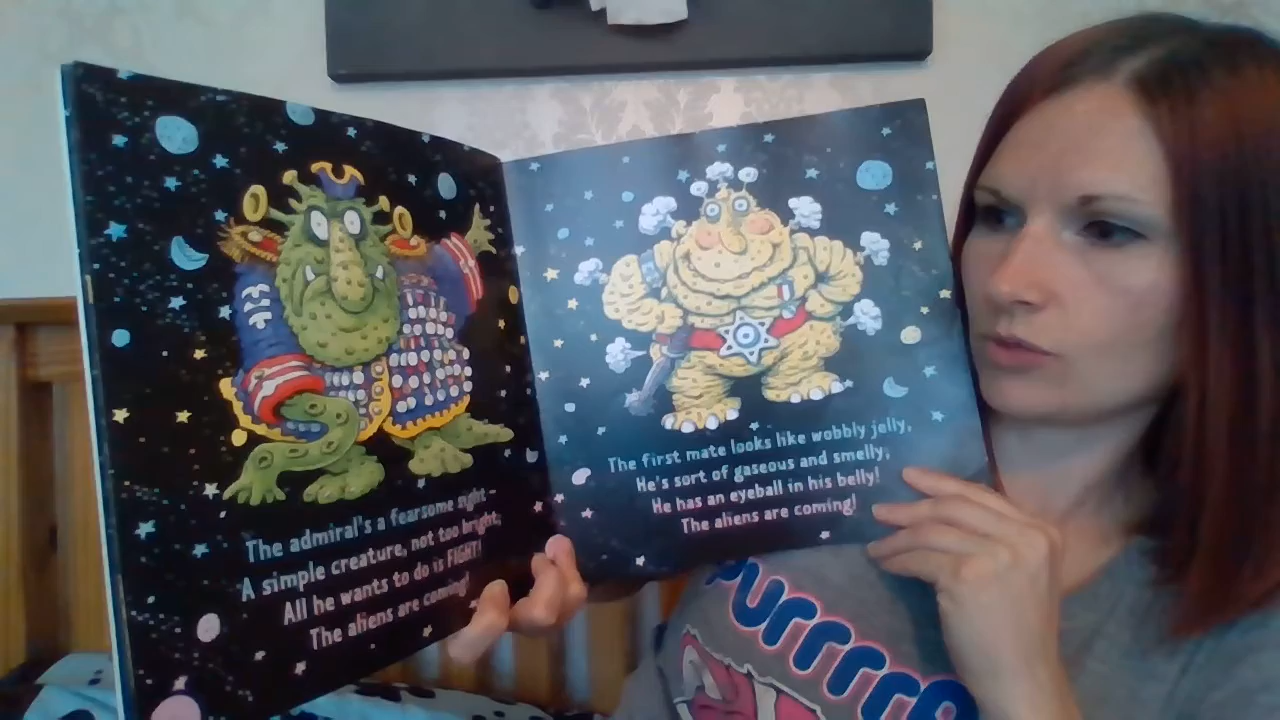 The admiral's a fearsome sight –
A simple creature, not too bright;
All he wants to do is FIGHT!
The aliens are coming!
The first mate looks like wobbly jelly,
He's sort of gaseous and smelly;
He has an eyeball in his belly!
The aliens are coming!